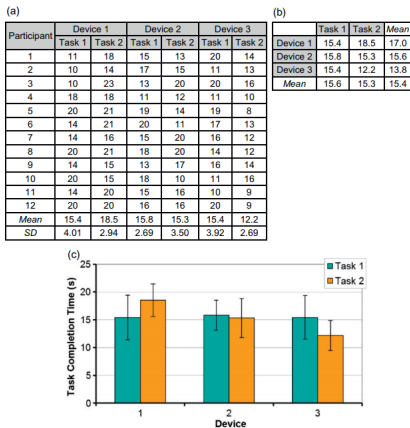 (a)
Participant Device 1 Device 2 Device 3
Task 1 Task 2 Task 1 Task 2 Task 1 Task 2
1 11 18 15 13 20 14
2 10 14 17 15 11 13
3 10 23 13 20 20 16
4 18 18 11 12 11 10
5 20 21 19 14 19 8
6 14 21 20 11 17 13
7 14 16 15 20 16 12
8 20 21 18 20 14 12
9 14 15 13 17 16 14
10 20 15 18 10 11 16
11 14 20 15 16 10 9
12 20 20 16 16 20 9
Mean 15.4 18.5 15.8 15.3 15.4 12.2
SD 4.01 2.94 2.69 3.50 3.92 2.69
(b)
Task 1 Task 2 Mean
Device 1 15.4 18.5 17.0
Device 2 15.8 15.3 15.6
Device 3 15.4 12.2 13.8
Mean 15.6 15.3 15.4
(c)
Task Completion Time (s)
25
20
15
10
5
0
Task 1
Task 2
1 2 3
Device